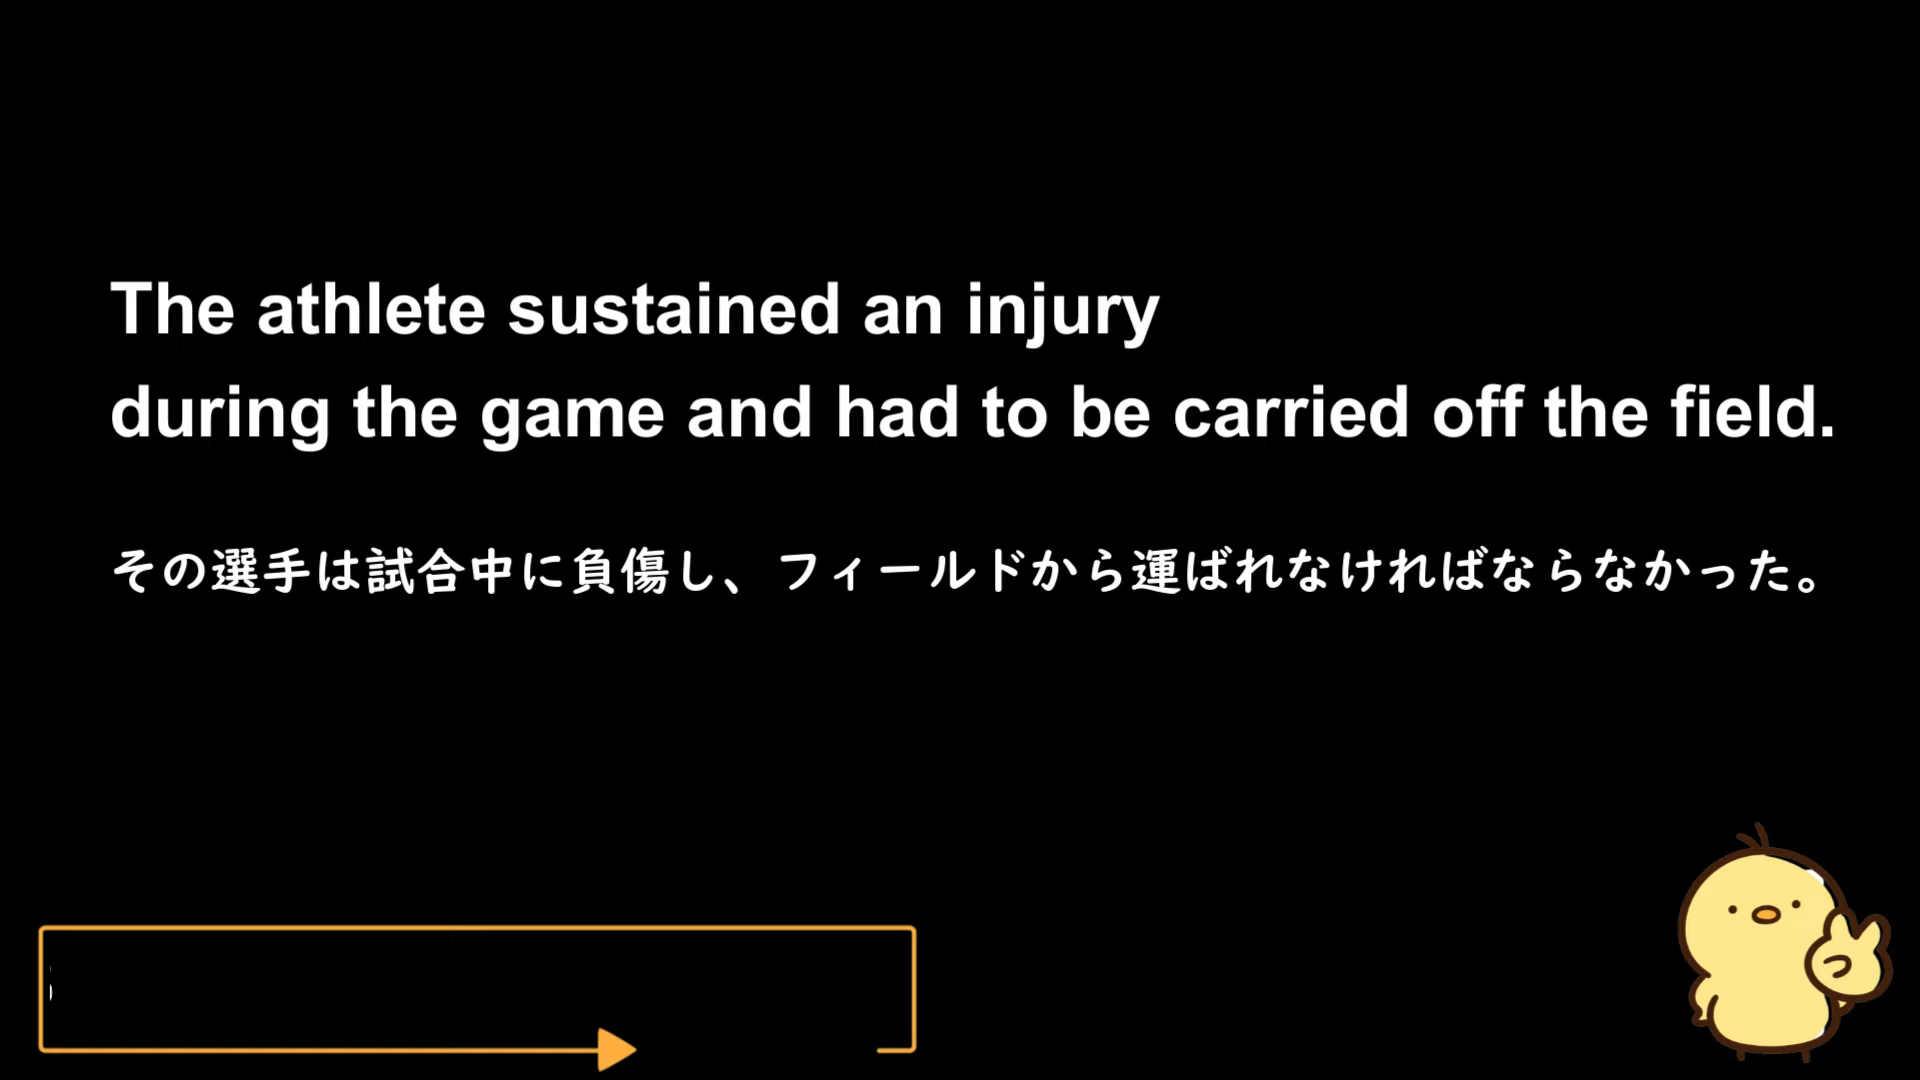 The athlete sustained an injury
during the game and had to be carried off the field.
その選手は試合中に負傷し、フィールドから運ばれなければならなかった。